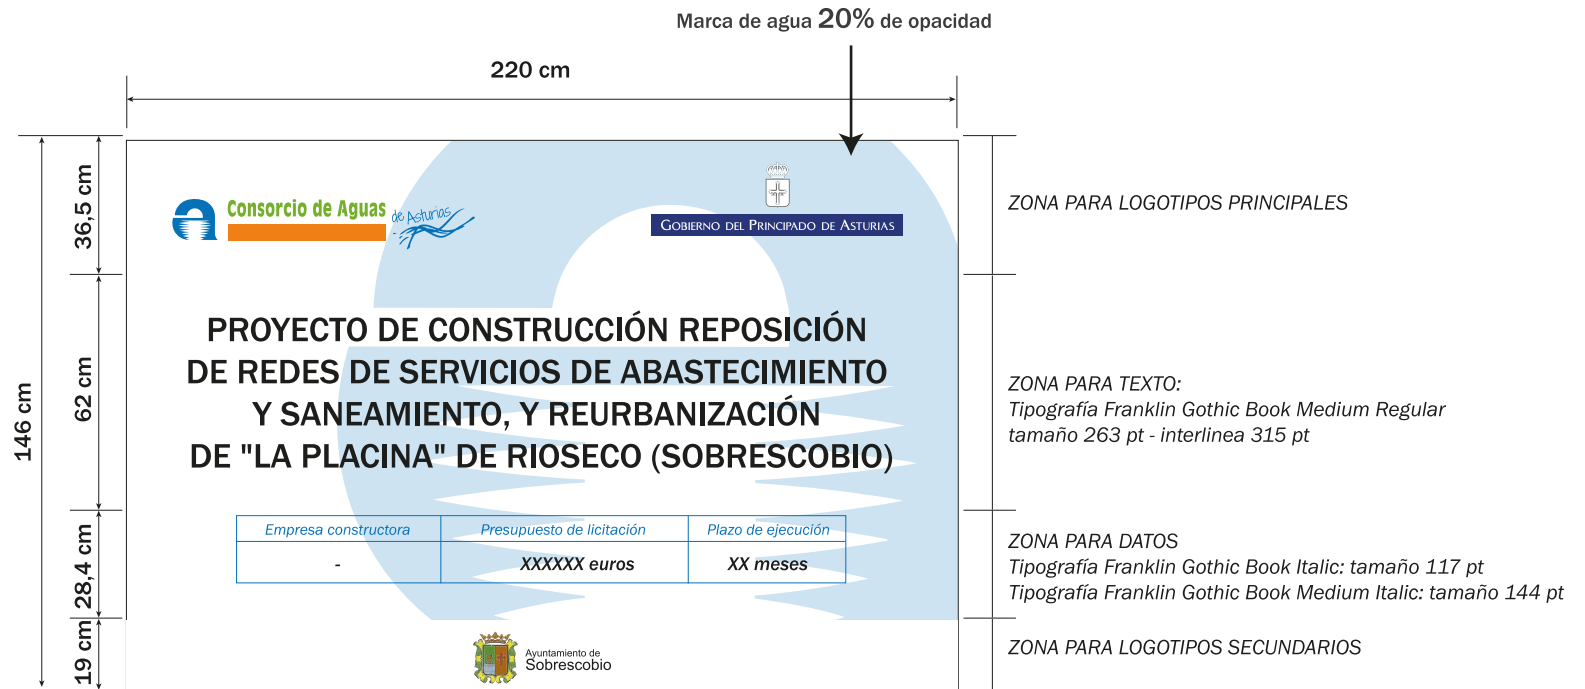 Marca de agua 20% de opacidad
220 cm
146 cm
36,5 cm
62 cm
28,4 cm
19 cm
Consorcio de Aguas
de Asturias
GOBIERNO DEL PRINCIPADO DE ASTURIAS
PROYECTO DE CONSTRUCCIÓN REPOSICIÓN
DE REDES DE SERVICIOS DE ABASTECIMIENTO
Y SANEAMIENTO, Y REURBANIZACIÓN
DE "LA PLACINA" DE RIOSECO (SOBRESCOBIO)
Empresa constructora Presupuesto de licitación Plazo de ejecución
- XXXXXX euros XX meses
Ayuntamiento de
Sobrescobio
ZONA PARA LOGOTIPOS PRINCIPALES
ZONA PARA TEXTO:
Tipografía Franklin Gothic Book Medium Regular
tamaño 263 pt - interlinea 315 pt
ZONA PARA DATOS
Tipografía Franklin Gothic Book Italic: tamaño 117 pt
Tipografía Franklin Gothic Book Medium Italic: tamaño 144 pt
ZONA PARA LOGOTIPOS SECUNDARIOS